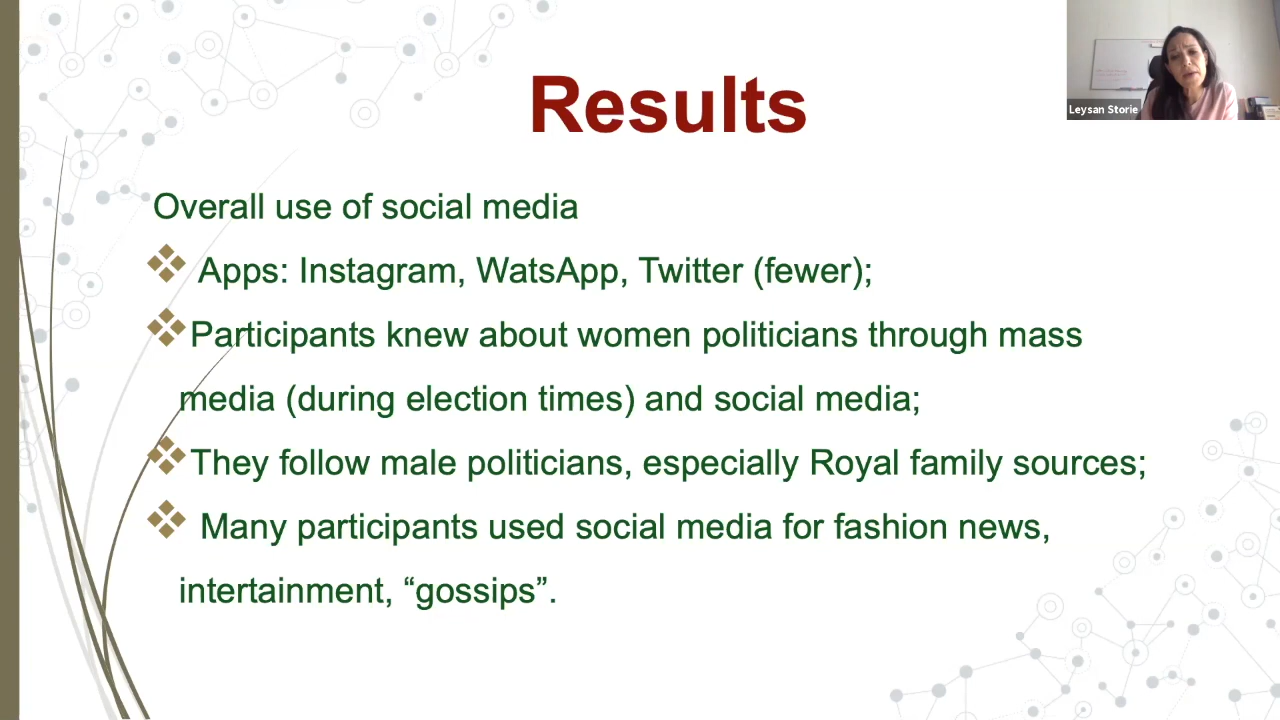 Results
Leysan Storie
Overall use of social media
Apps: Instagram, WatsApp, Twitter (fewer);
Participants knew about women politicians through mass
media (during election times) and social media;
They follow male politicians, especially Royal family sources;
Many participants used social media for fashion news,
intertainment, “gossips”.